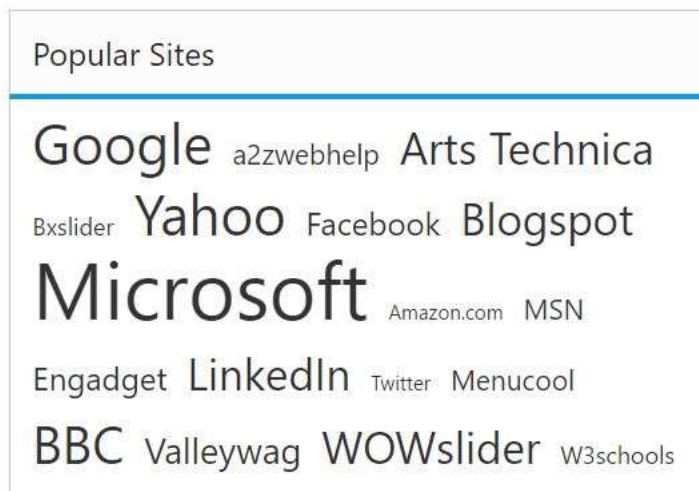 Popular Sites
Google a2zwebhelp Arts Technica
Bxslider Yahoo Facebook Blogspot
Microsoft Amazon.com MSN
Engadget LinkedIn Twitter Menucool
BBC Valleywag WOWslider W3schools